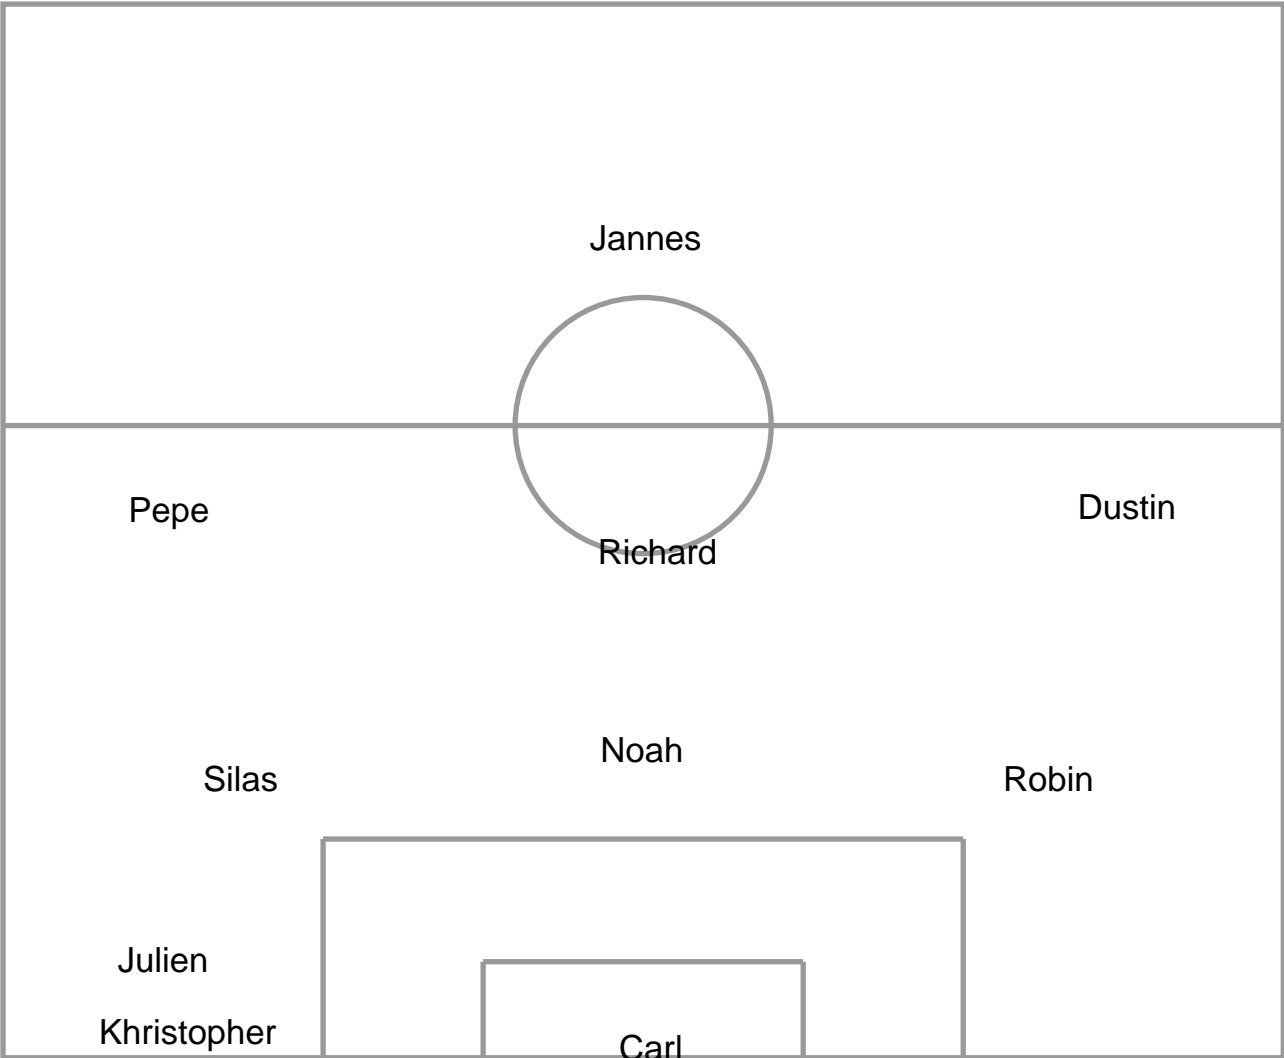 Jannes
Pepe
Dustin
Richard
Noah
Silas
Robin
Julien
Khristopher
Carl